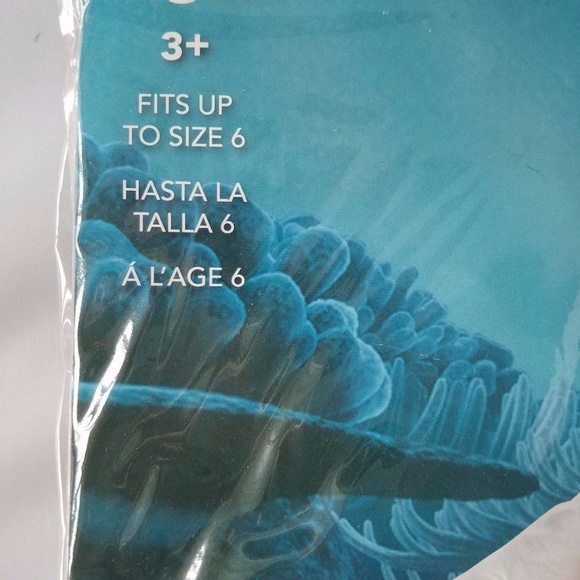 3+
FITS UP
TO SIZE 6
HASTA LA
TALLA 6
Á L'AGE 6